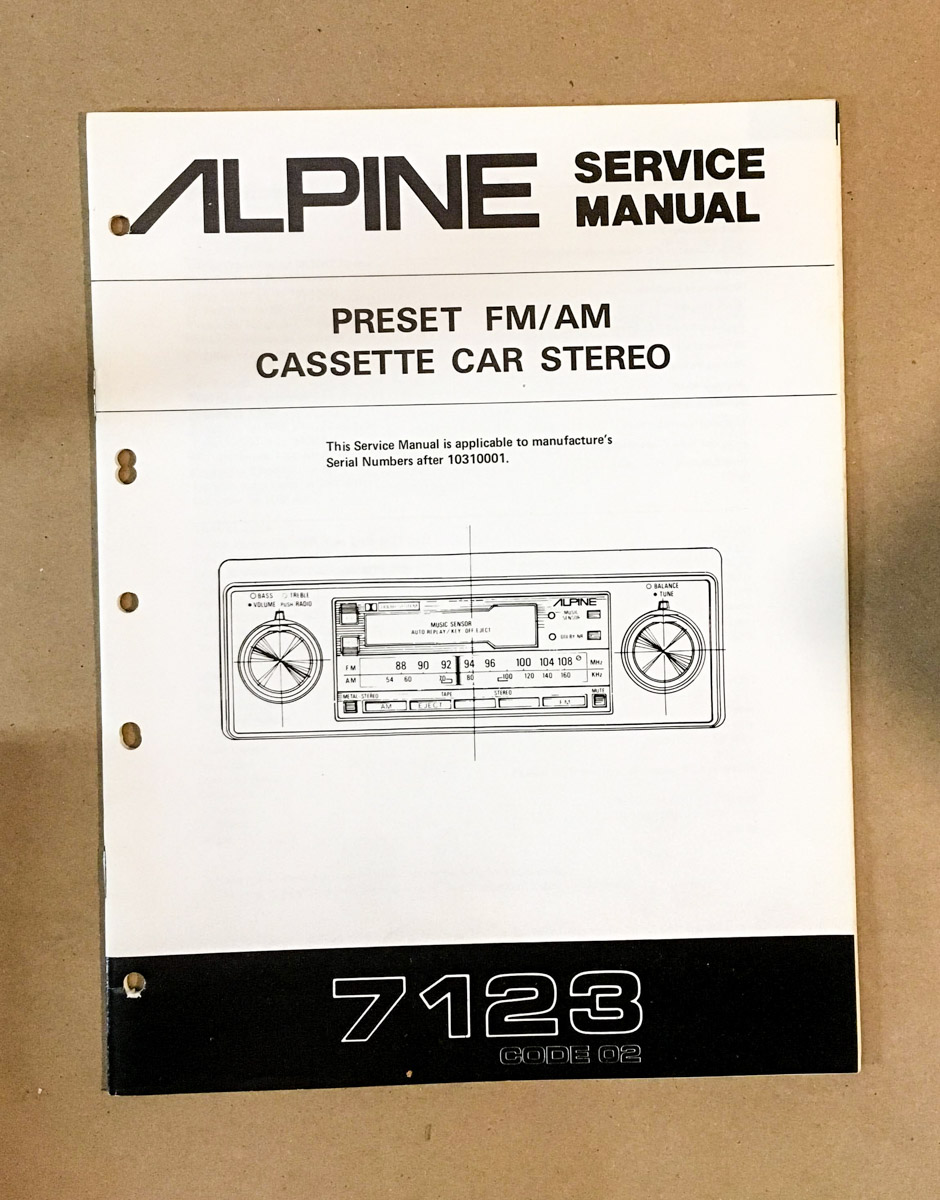 ALPINE SERVICE
MANUAL
PRESET FM/AM
CASSETTE CAR STEREO
This Service Manual is applicable to manufacture's
Serial Numbers after 10310001.
BASS TREBLE
VOLUME PUSH RADIO
MUSIC SENSOR
AUTO REPLAY/KEY OFF EJECT
ALPINE
MUSIC
SENSOR
BALANCE
TUNE
FM 88 90 92 94 96 100 104 108 MHz
AM 54 60 70 80 100 120 140 160 KHz
METAL STEREO TAPE STEREO MUTE
AM EJECT FM
7123
CODE 02